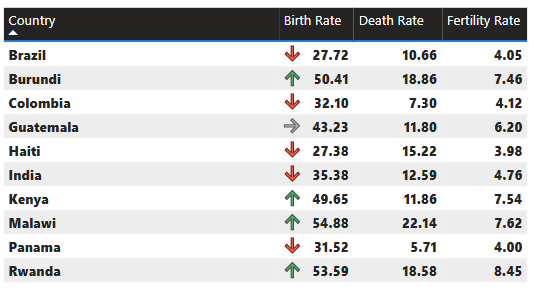 Country Birth Rate Death Rate Fertility Rate
Brazil 27.72 10.66 4.05
Burundi 50.41 18.86 7.46
Colombia 32.10 7.30 4.12
Guatemala 43.23 11.80 6.20
Haiti 27.38 15.22 3.98
India 35.38 12.59 4.76
Kenya 49.65 11.86 7.54
Malawi 54.88 22.14 7.62
Panama 31.52 5.71 4.00
Rwanda 53.59 18.58 8.45